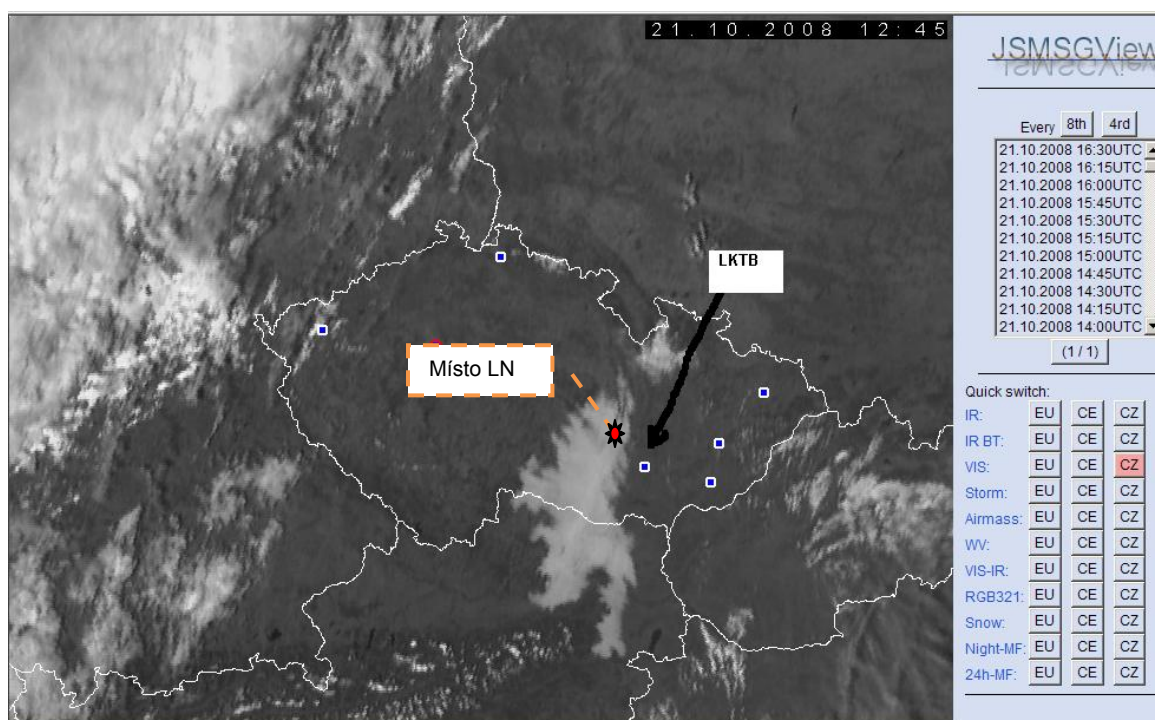 21.10.2008 12:45
LKTB
Místo LN
JSMSGView
Every 8th 4rd
21.10.2008 16:30UTC
21.10.2008 16:15UTC
21.10.2008 16:00UTC
21.10.2008 15:45UTC
21.10.2008 15:30UTC
21.10.2008 15:15UTC
21.10.2008 15:00UTC
21.10.2008 14:45UTC
21.10.2008 14:30UTC
21.10.2008 14:15UTC
21.10.2008 14:00UTC
(1 / 1)
Quick switch:
IR: EU CE CZ
IR BT: EU CE CZ
VIS: EU CE CZ
Storm: EU CE CZ
Airmass: EU CE CZ
WV: EU CE CZ
VIS-IR: EU CE CZ
RGB321: EU CE CZ
Snow: EU CE CZ
Night-MF: EU CE CZ
24h-MF: EU CE CZ